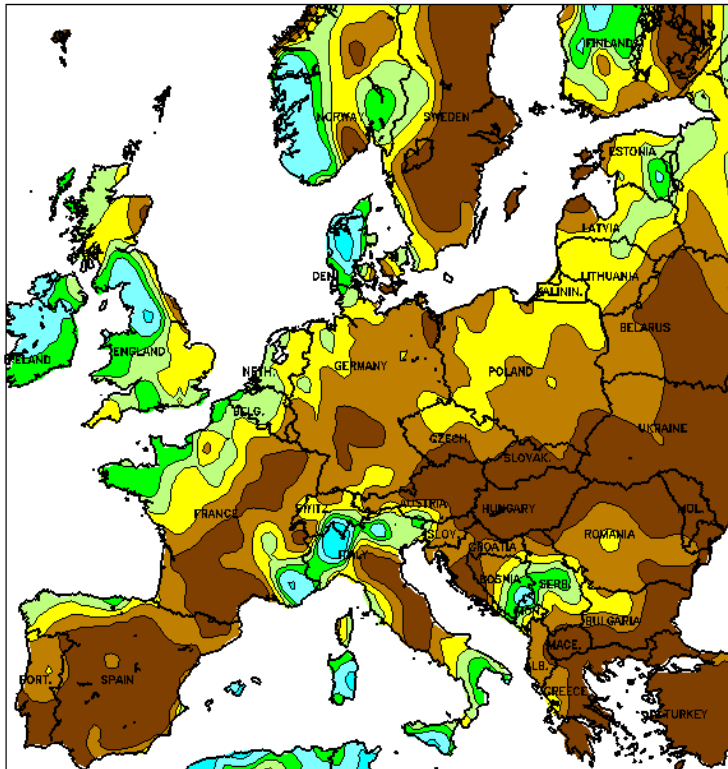 FINLAND
NORWAY
SWEDEN
ESTONIA
LATVIA
DEN.
LITHUANIA
KALININ.
BELARUS
IRELAND
ENGLAND
NETH.
GERMANY
POLAND
BELG.
UKRAINE
CZECH.
SLOVAK.
FRANCE
SWITZ.
AUSTRIA
HUNGARY
MOL.
ITALY
SLOV.
CROATIA
ROMANIA
BOSNIA
SERB.
MON.
BULGARIA
MACE.
PORT.
SPAIN
ALB.
GREECE
TURKEY